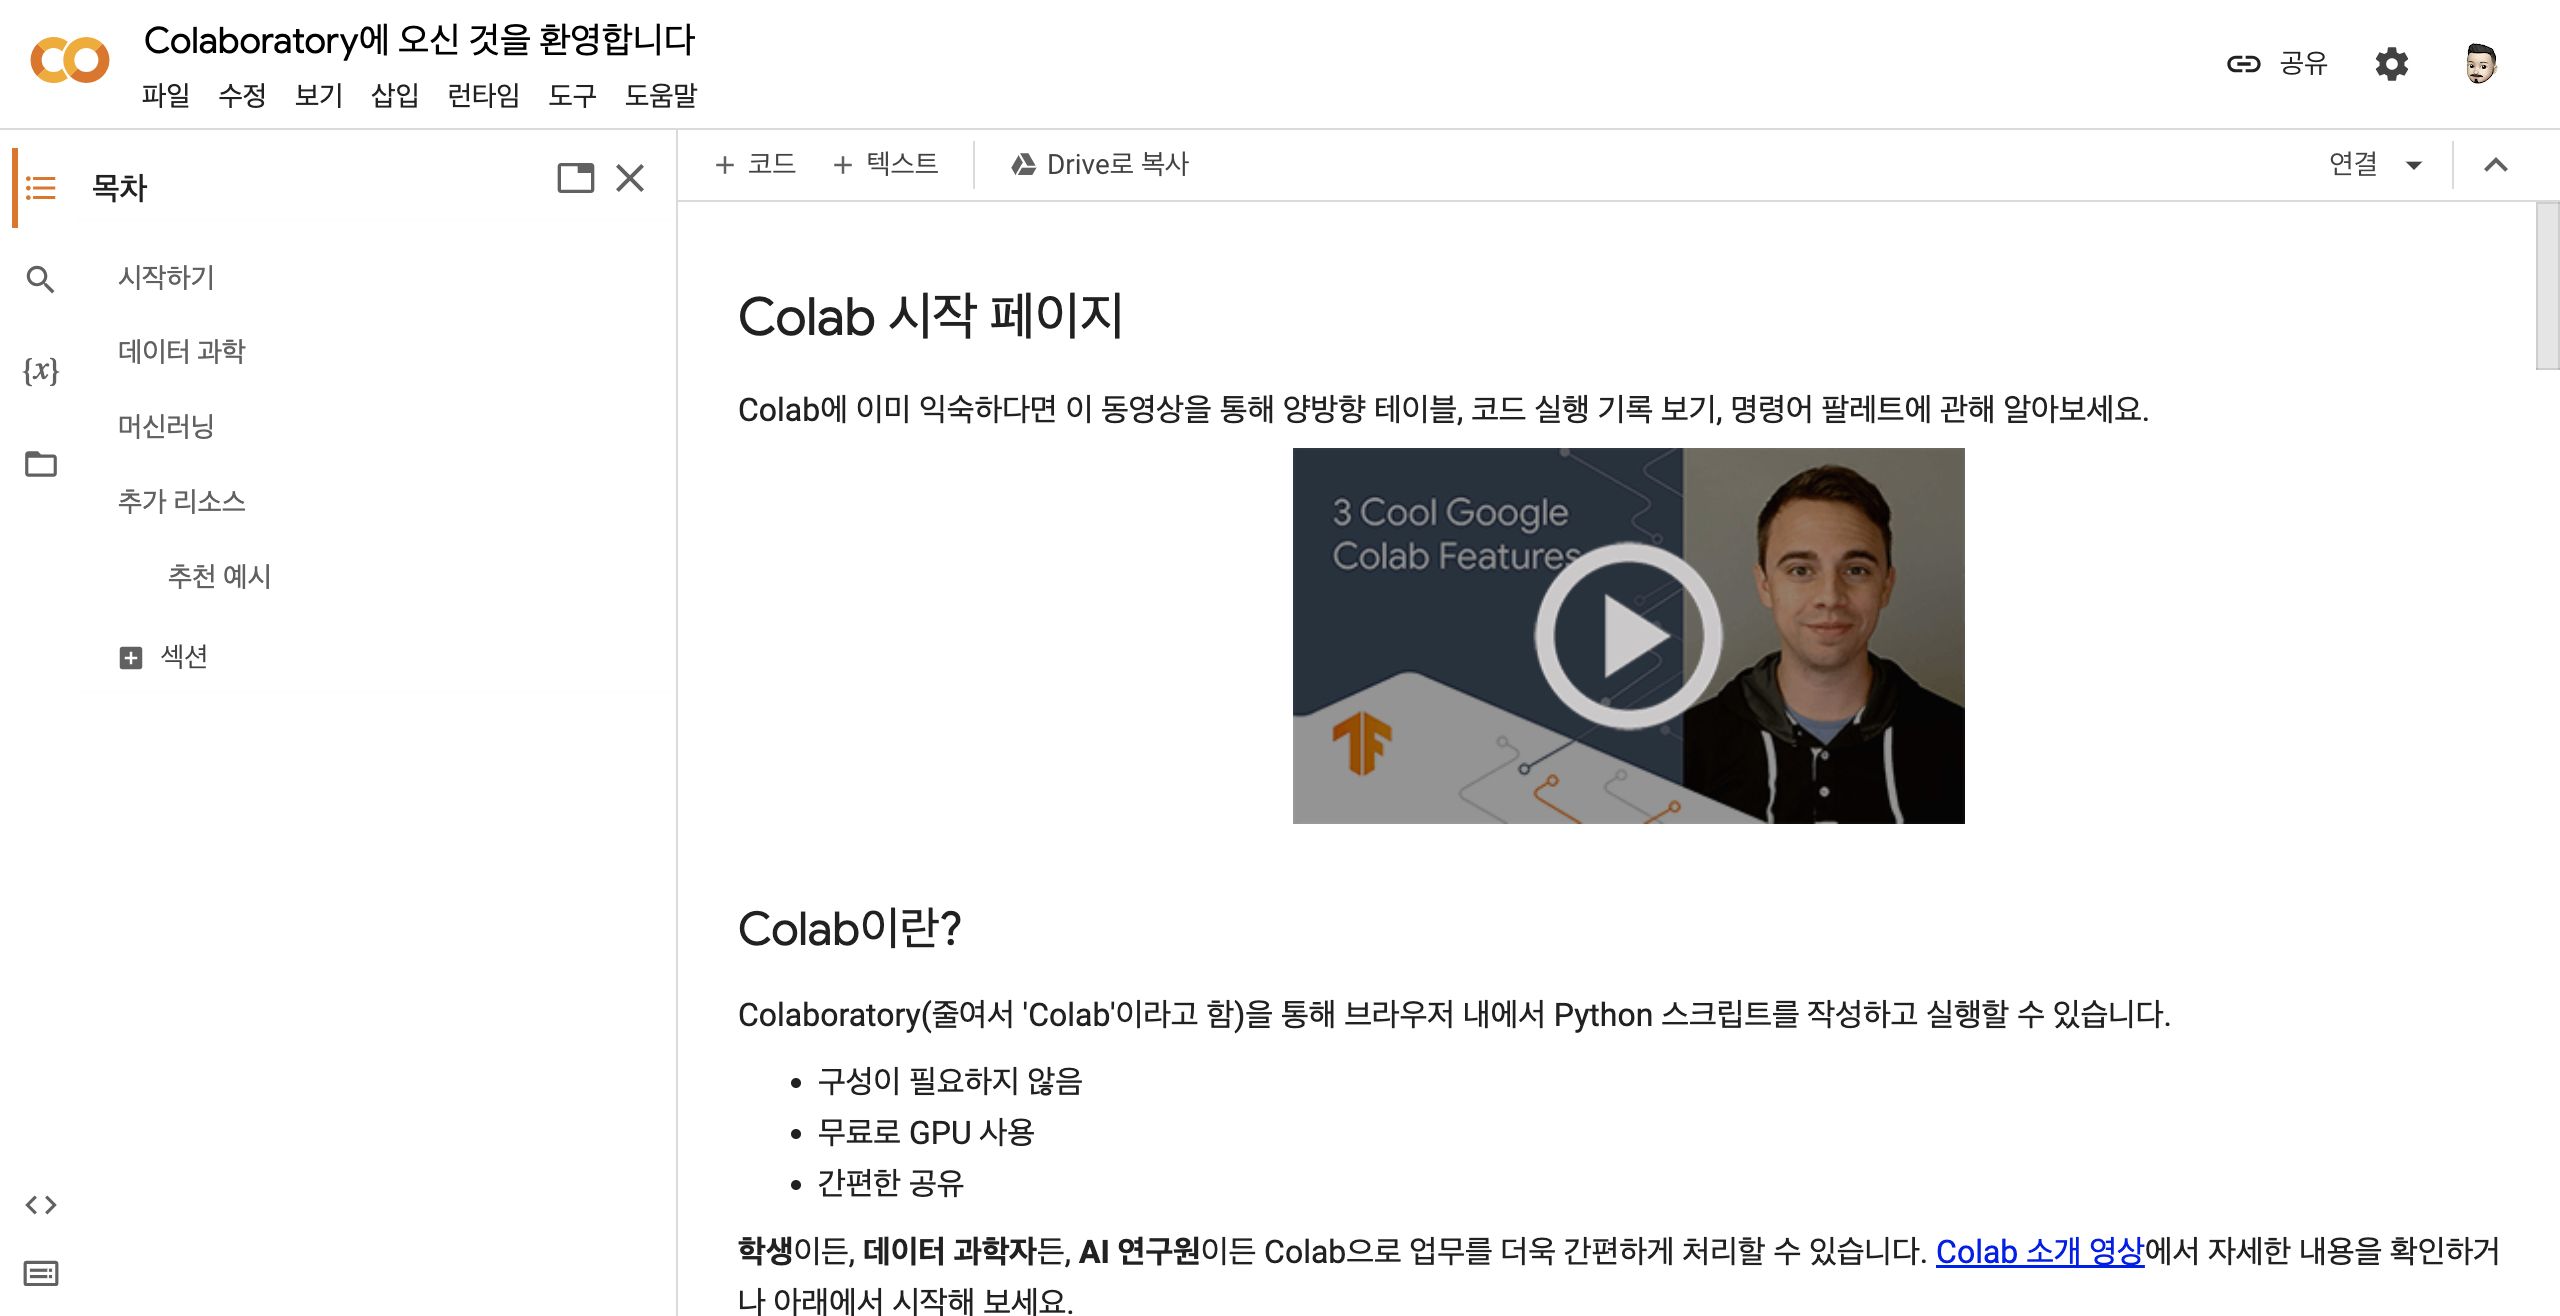 Colaboratory에 오신 것을 환영합니다
파일 수정 보기 삽입 런타임 도구 도움말
공유
목차
시작하기
데이터 과학
머신러닝
추가 리소스
추천 예시
섹션
+ 코드 + 텍스트 Drive로 복사
연결
Colab 시작 페이지
Colab에 이미 익숙하다면 이 동영상을 통해 양방향 테이블, 코드 실행 기록 보기, 명령어 팔레트에 관해 알아보세요.
3 Cool Google
Colab Features
Colab이란?
Colaboratory(줄여서 'Colab'이라고 함)을 통해 브라우저 내에서 Python 스크립트를 작성하고 실행할 수 있습니다.
• 구성이 필요하지 않음
• 무료로 GPU 사용
• 간편한 공유
학생이든, 데이터 과학자든, AI 연구원이든 Colab으로 업무를 더욱 간편하게 처리할 수 있습니다. Colab 소개 영상에서 자세한 내용을 확인하거
나 아래에서 시작해 보세요.
{x}